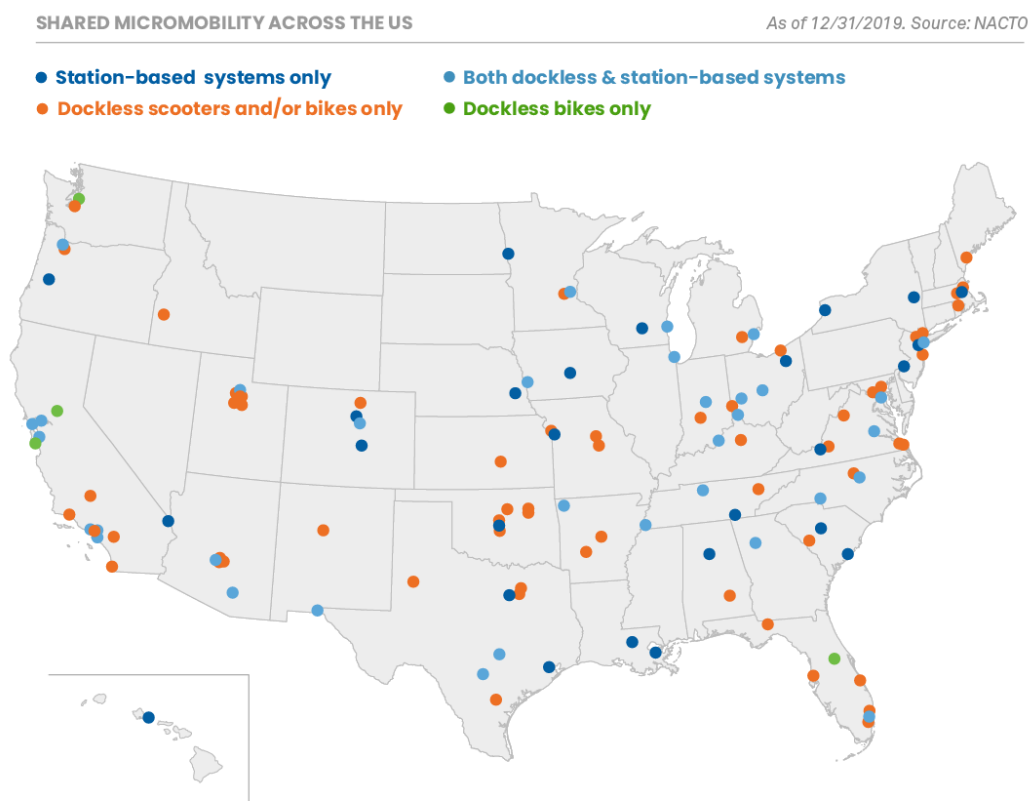 SHARED MICROMOBILITY ACROSS THE US
As of 12/31/2019. Source: NACTO
Station-based systems only
Both dockless & station-based systems
Dockless scooters and/or bikes only
Dockless bikes only